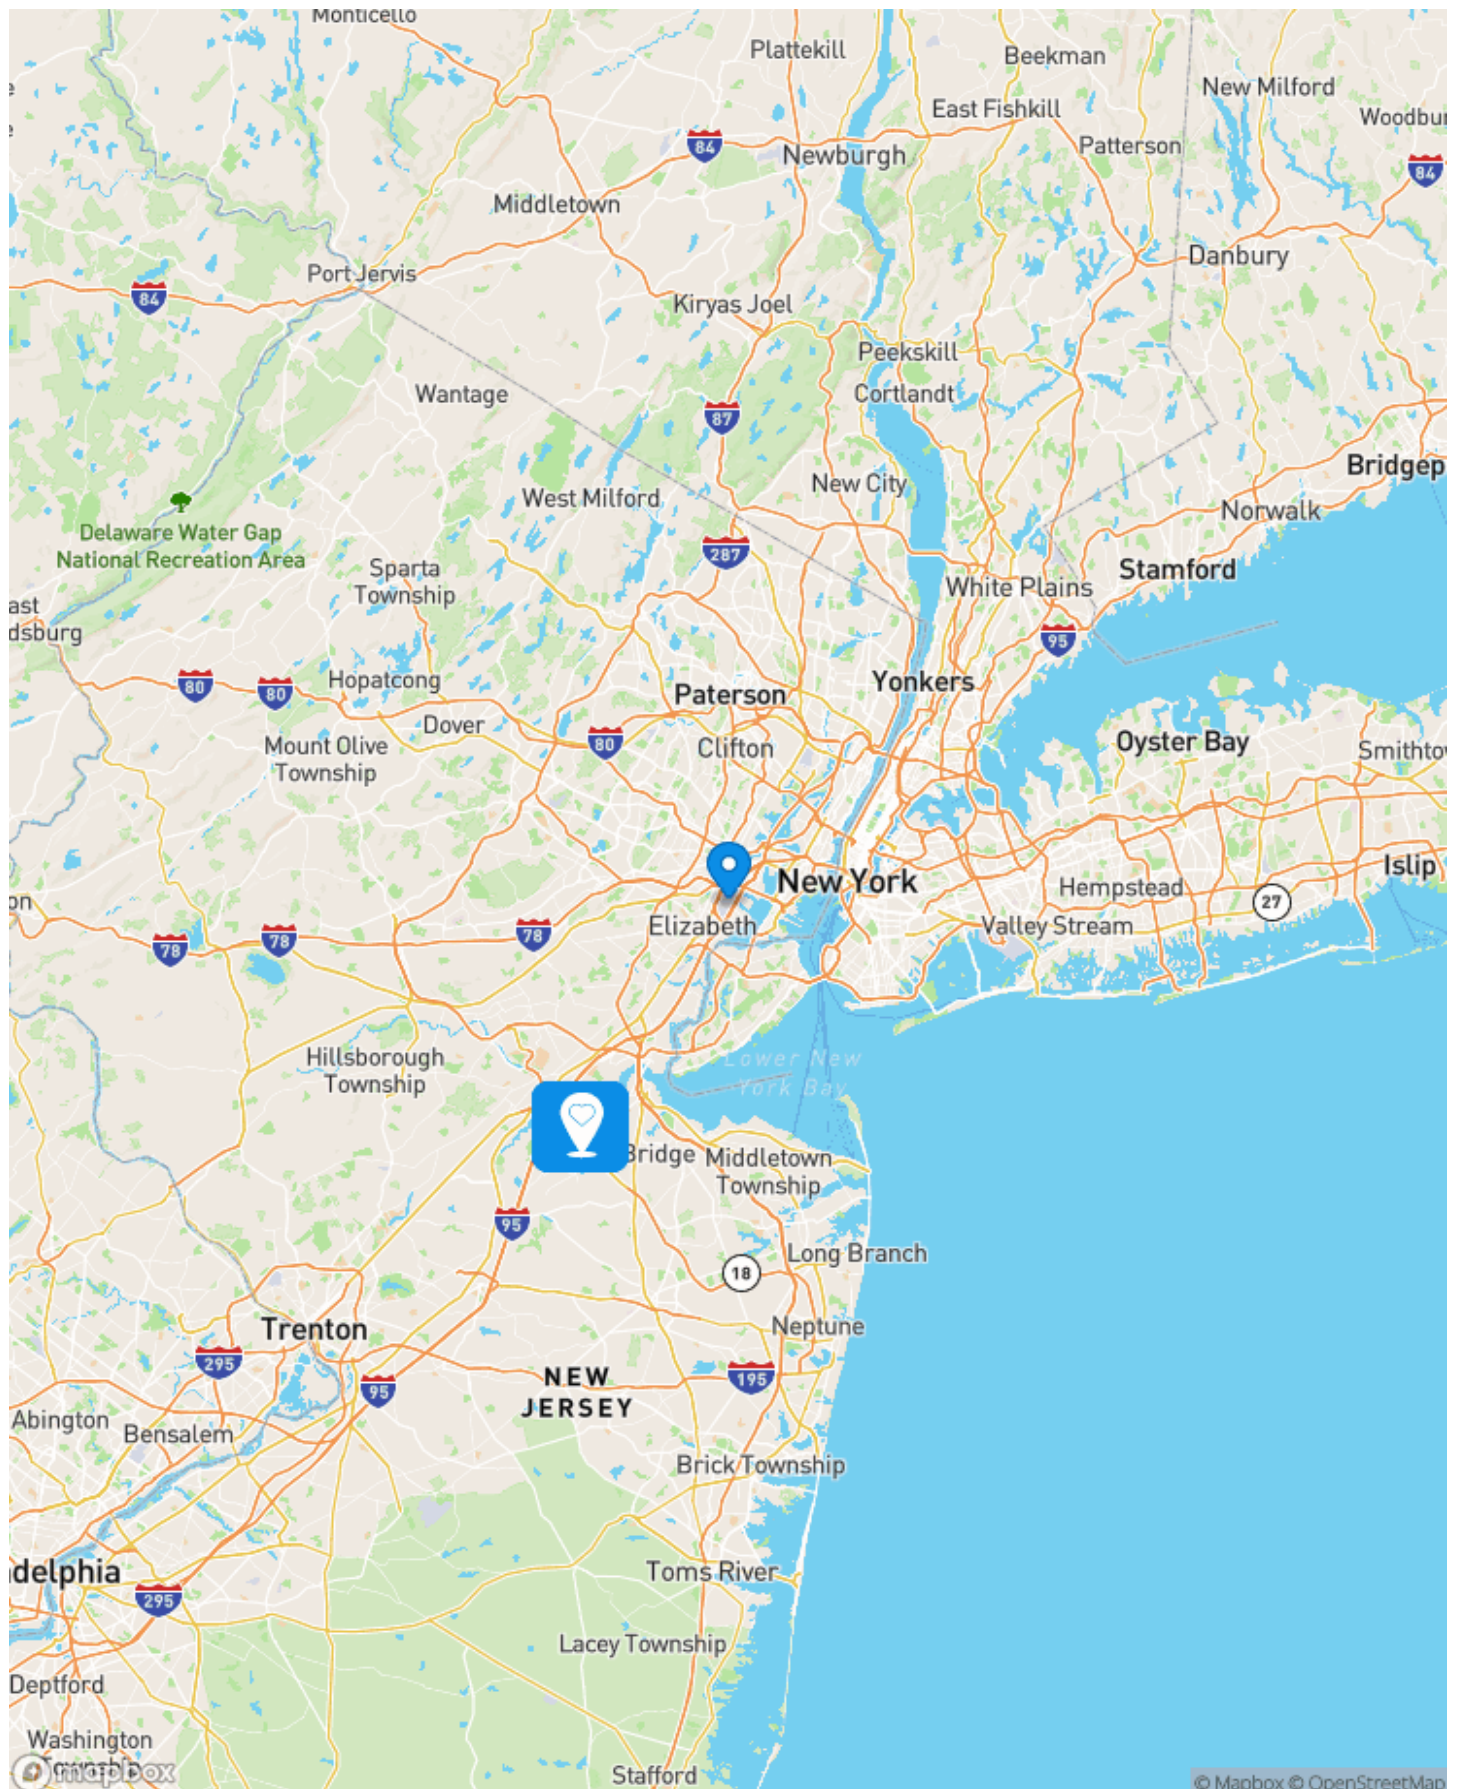 Monticello
Plattekill
Beekman
New Milford
East Fishkill
84
Newburgh
Patterson
84
Middletown
Danbury
Port Jervis
84
Kiryas Joel
Peekskill
Wantage
Cortlandt
87
New City
West Milford
Norwalk
Delaware Water Gap
National Recreation Area
287
Sparta
Township
White Plains
Stamford
95
80
80
Hopatcong
Paterson
Yonkers
Dover
80
Clifton
Mount Olive
Township
Oyster Bay
New York
Islip
Hempstead
27
Elizabeth
Valley Stream
78
78
78
Hillsborough
Township
Lower New
York Bay
Bridge
Middletown
Township
95
Long Branch
18
Trenton
Neptune
295
95
NEW
JERSEY
195
Abington
Bensalem
Brick Township
delphia
Toms River
295
Lacey Township
Deptford
Washington
Township
mapbox
Stafford
© Mapbox © OpenStreetMap